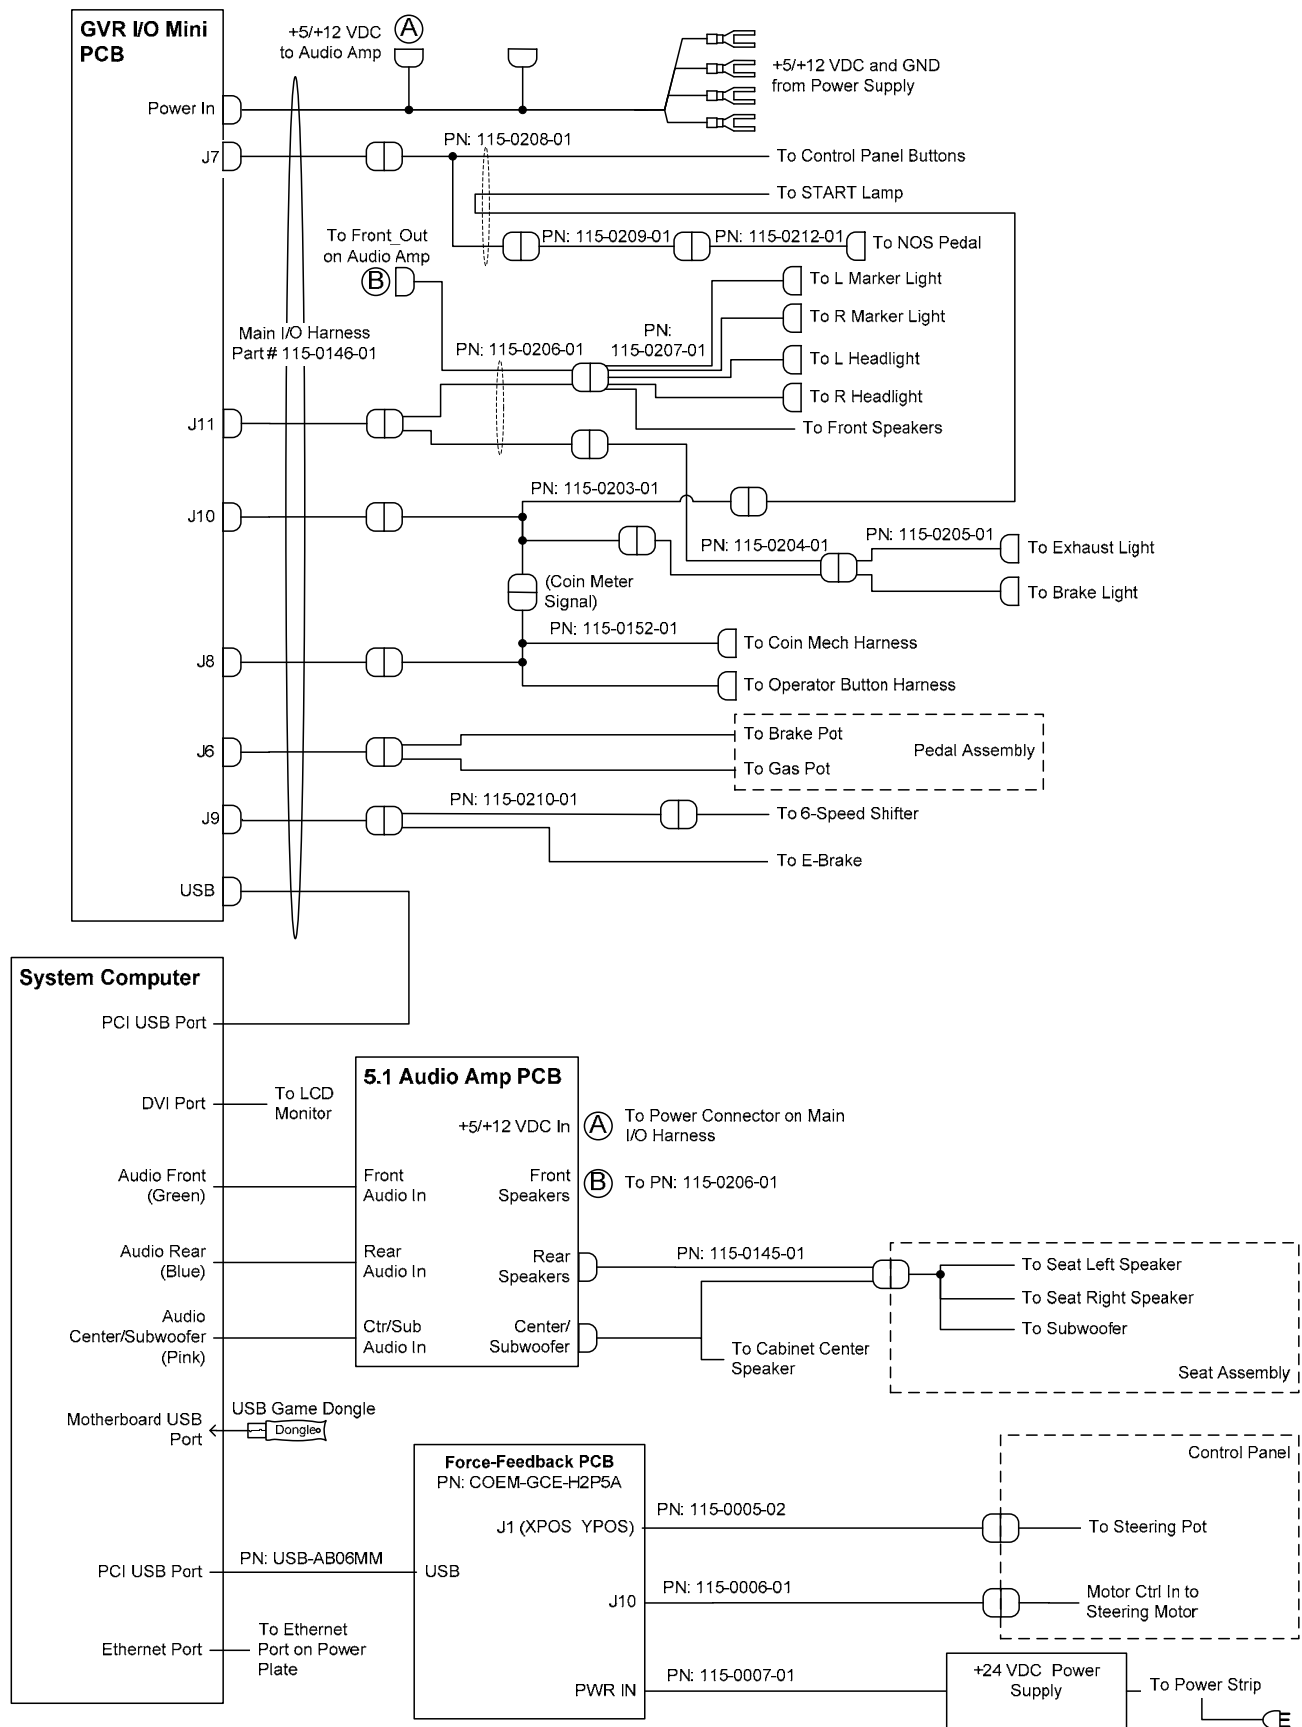 GVR I/O Mini
PCB
+5/+12 VDC
to Audio Amp
A
+5/+12 VDC and GND
from Power Supply
Power In
J7
PN: 115-0208-01
To Control Panel Buttons
To START Lamp
PN: 115-0209-01
PN: 115-0212-01
To NOS Pedal
To Front_Out
on Audio Amp
B
To L Marker Light
To R Marker Light
Main I/O Harness
Part# 115-0146-01
PN: 115-0206-01
PN:
115-0207-01
To L Headlight
To R Headlight
To Front Speakers
J11
PN: 115-0203-01
J10
PN: 115-0204-01
PN: 115-0205-01
To Exhaust Light
To Brake Light
(Coin Meter
Signal)
PN: 115-0152-01
To Coin Mech Harness
J8
To Operator Button Harness
J6
To Brake Pot
To Gas Pot
Pedal Assembly
J9
PN: 115-0210-01
To 6-Speed Shifter
To E-Brake
USB
System Computer
PCI USB Port
DVI Port
To LCD
Monitor
5.1 Audio Amp PCB
+5/+12 VDC In
A
To Power Connector on Main
I/O Harness
Audio Front
(Green)
Front
Audio In
Front
Speakers
B
To PN: 115-0206-01
Audio Rear
(Blue)
Rear
Audio In
Rear
Speakers
PN: 115-0145-01
To Seat Left Speaker
To Seat Right Speaker
To Subwoofer
Seat Assembly
Audio
Center/Subwoofer
(Pink)
Ctr/Sub
Audio In
Center/
Subwoofer
To Cabinet Center
Speaker
Motherboard USB
Port
USB Game Dongle
Dongle
Force-Feedback PCB
PN: COEM-GCE-H2P5A
Control Panel
J1 (XPOS YPOS)
PN: 115-0005-02
To Steering Pot
PCI USB Port
PN: USB-AB06MM
USB
J10
PN: 115-0006-01
Motor Ctrl In to
Steering Motor
Ethernet Port
To Ethernet
Port on Power
Plate
PWR IN
PN: 115-0007-01
+24 VDC Power
Supply
To Power Strip